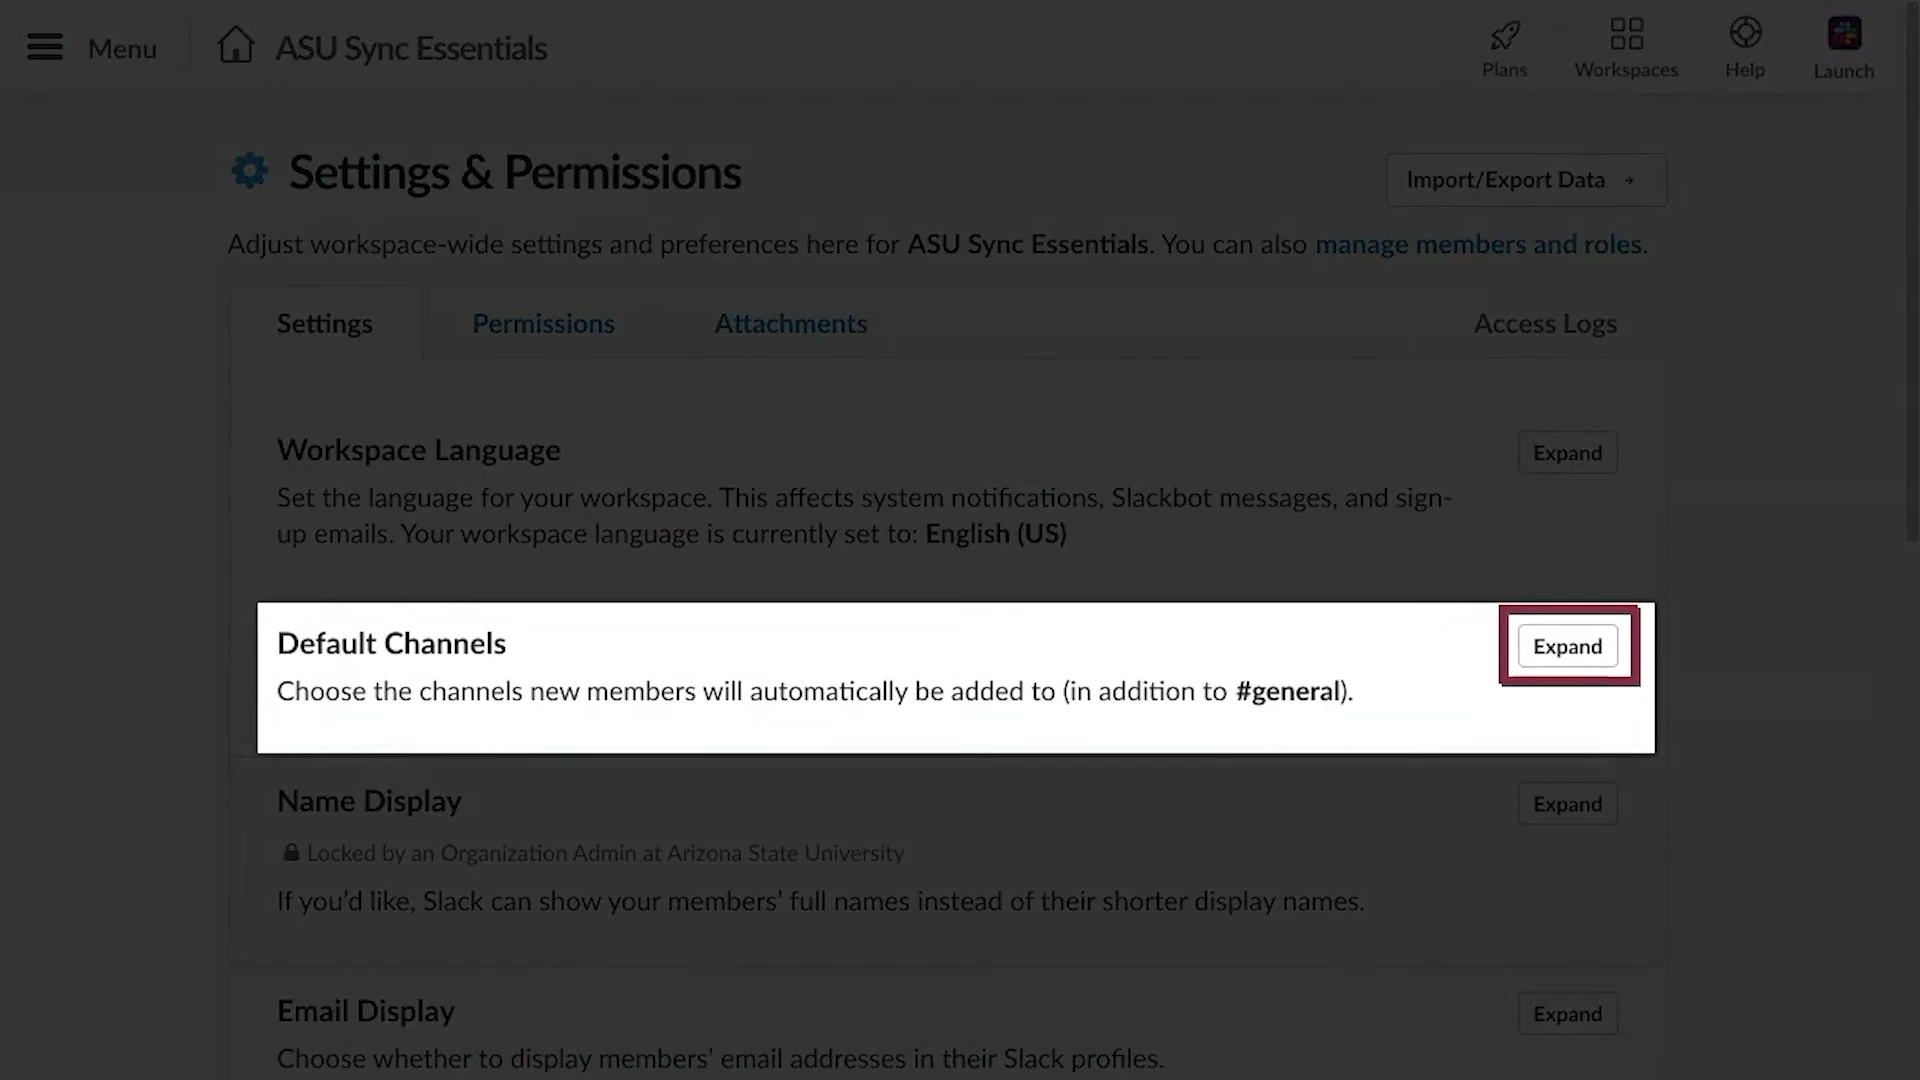 Menu
ASU Sync Essentials
Plans
Workspaces
Help
Launch
Settings & Permissions
Import/Export Data →
Adjust workspace-wide settings and preferences here for ASU Sync Essentials. You can also manage members and roles.
Settings
Permissions
Attachments
Access Logs
Workspace Language
Expand
Set the language for your workspace. This affects system notifications, Slackbot messages, and sign-
up emails. Your workspace language is currently set to: English (US)
Default Channels
Expand
Choose the channels new members will automatically be added to (in addition to #general).
Name Display
Expand
Locked by an Organization Admin at Arizona State University
If you’d like, Slack can show your members’ full names instead of their shorter display names.
Email Display
Expand
Choose whether to display members’ email addresses in their Slack profiles.